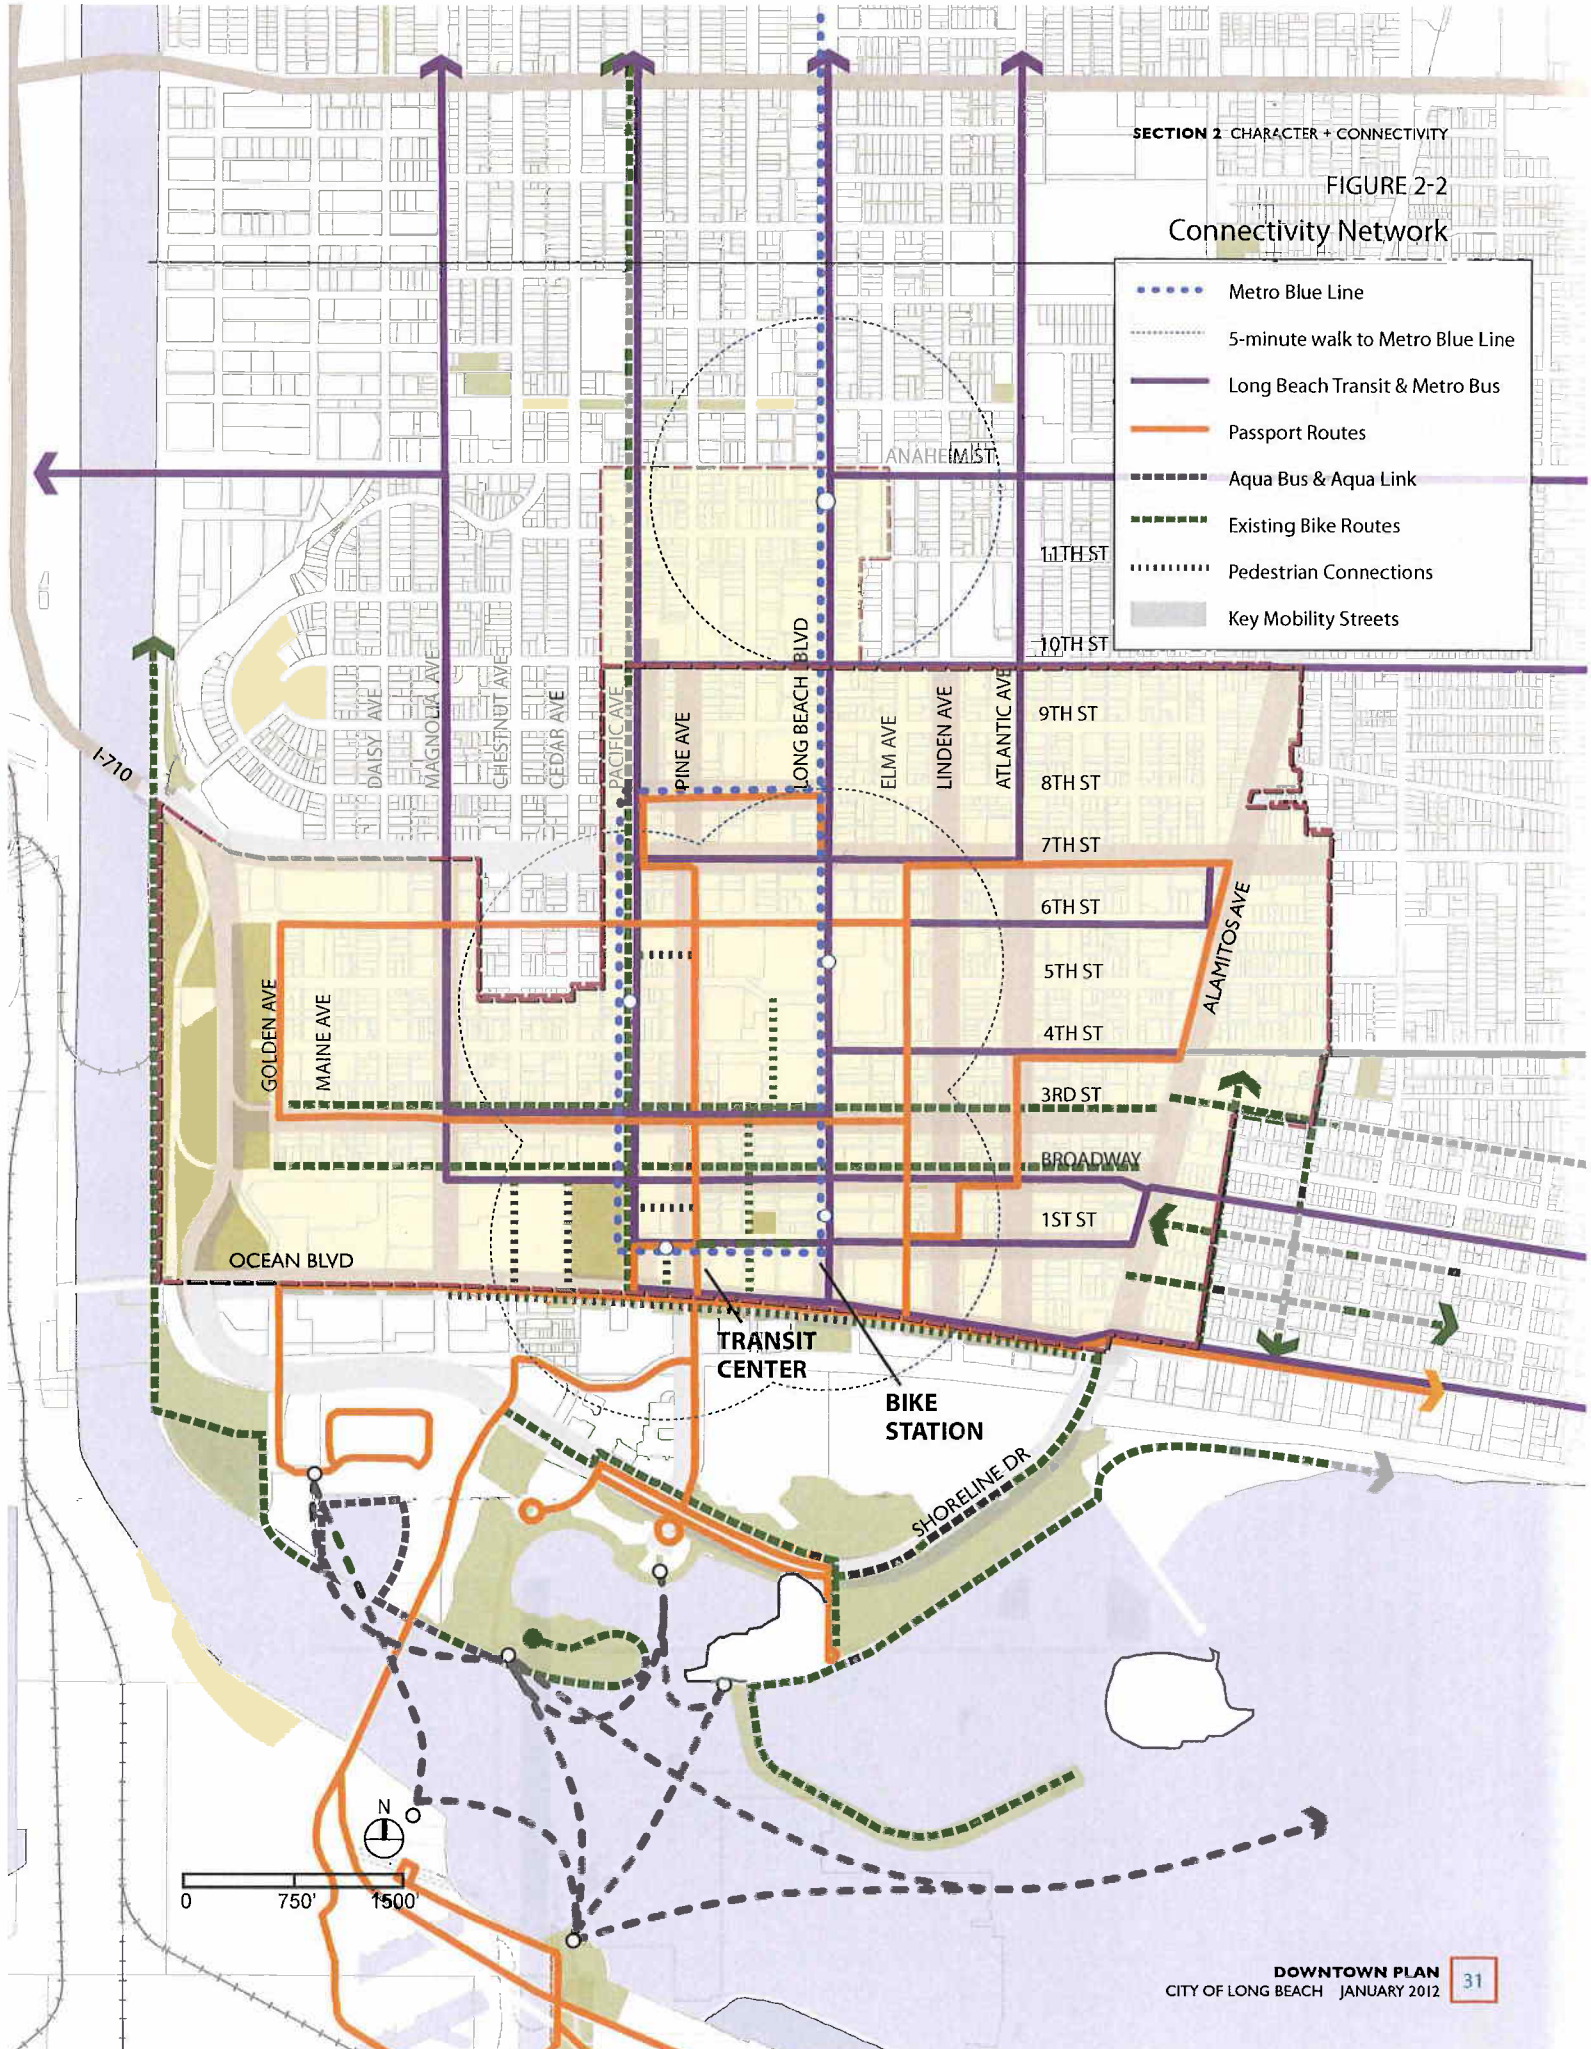 SECTION 2 CHARACTER + CONNECTIVITY
FIGURE 2-2
Connectivity Network
Metro Blue Line
5-minute walk to Metro Blue Line
Long Beach Transit & Metro Bus
Passport Routes
Aqua Bus & Aqua Link
Existing Bike Routes
Pedestrian Connections
Key Mobility Streets
ANAHEIM ST
11TH ST
10TH ST
9TH ST
8TH ST
7TH ST
6TH ST
5TH ST
4TH ST
3RD ST
BROADWAY
1ST ST
I-710
DAISY AVE
MAGNOLIA AVE
CHESTNUT AVE
CEDAR AVE
PACIFIC AVE
PINE AVE
LONG BEACH BLVD
ELM AVE
LINDEN AVE
ATLANTIC AVE
ALAMITOS AVE
GOLDEN AVE
MAINE AVE
OCEAN BLVD
TRANSIT
CENTER
BIKE
STATION
SHORELINE DR
N
0 750' 1500'
DOWNTOWN PLAN
CITY OF LONG BEACH JANUARY 2012
31